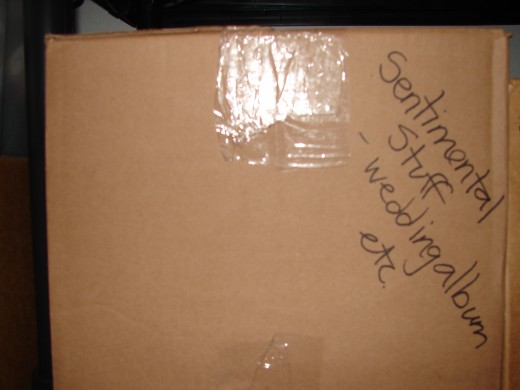 Sentimental
Stuff
- wedding album
etc.